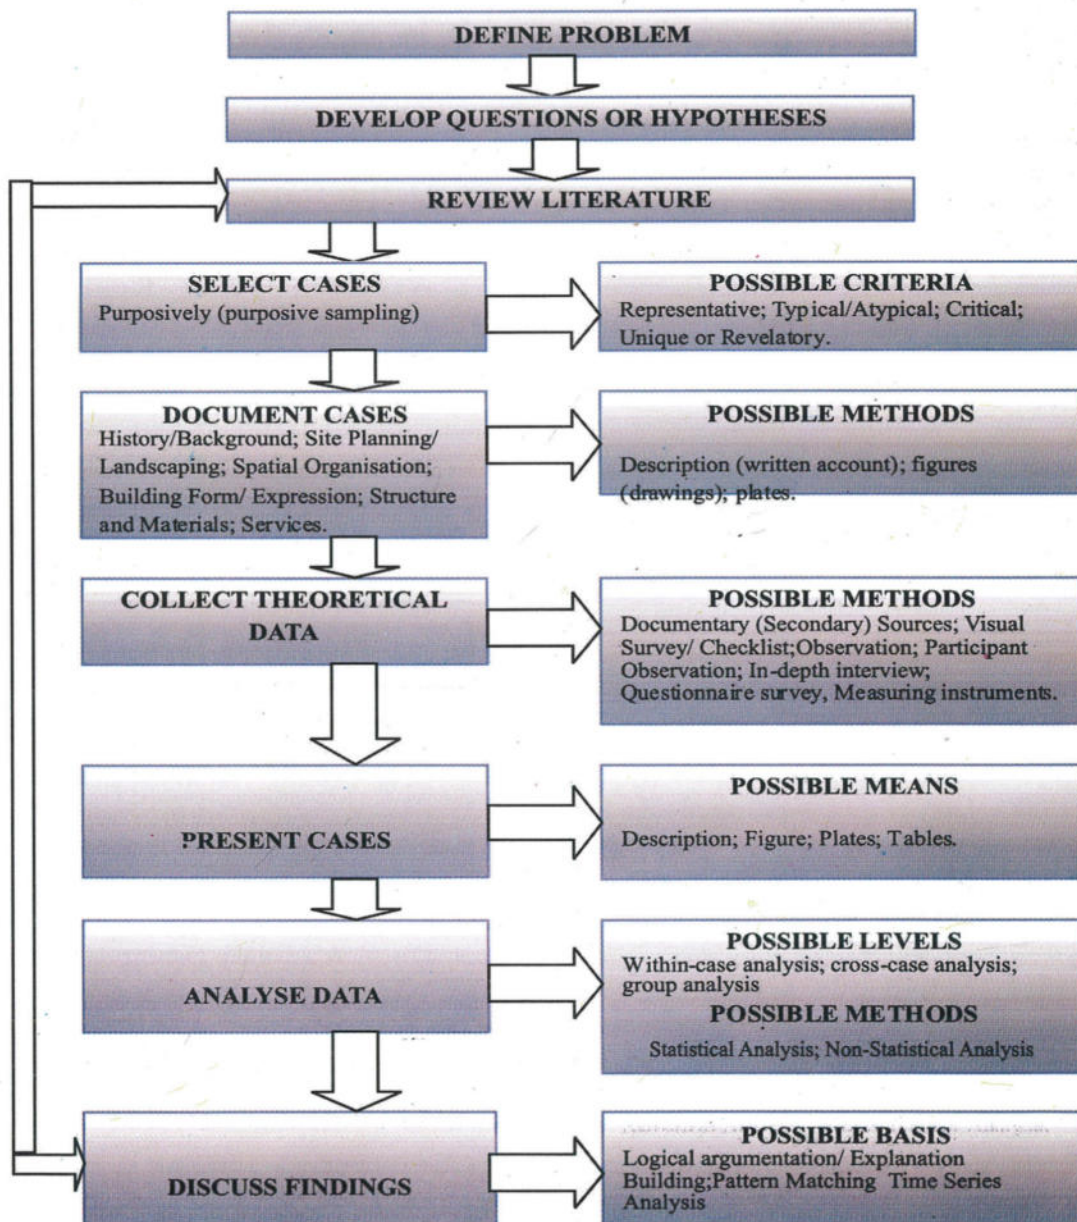 DEFINE PROBLEM
DEVELOP QUESTIONS OR HYPOTHESES
REVIEW LITERATURE
SELECT CASES
Purposively (purposive sampling)
POSSIBLE CRITERIA
Representative; Typical/Atypical; Critical;
Unique or Revelatory.
DOCUMENT CASES
History/Background; Site Planning/
Landscaping; Spatial Organisation;
Building Form/ Expression; Structure
and Materials; Services.
POSSIBLE METHODS
Description (written account); figures
(drawings); plates.
COLLECT THEORETICAL
DATA
POSSIBLE METHODS
Documentary (Secondary) Sources; Visual
Survey/ Checklist;Observation; Participant
Observation; In-depth interview;
Questionnaire survey, Measuring instruments.
PRESENT CASES
POSSIBLE MEANS
Description; Figure; Plates; Tables.
ANALYSE DATA
POSSIBLE LEVELS
Within-case analysis; cross-case analysis;
group analysis
POSSIBLE METHODS
Statistical Analysis; Non-Statistical Analysis
DISCUSS FINDINGS
POSSIBLE BASIS
Logical argumentation/ Explanation
Building;Pattern Matching Time Series
Analysis